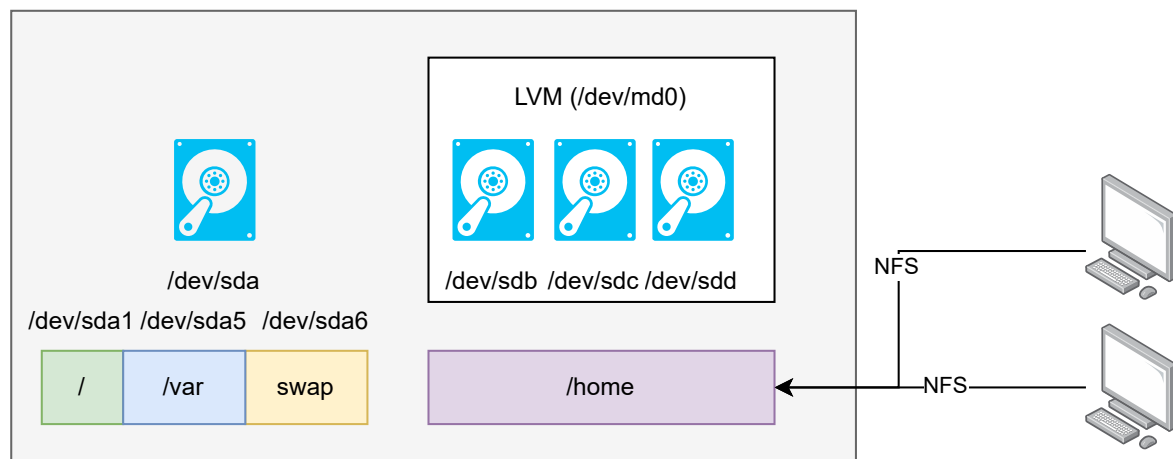 LVM (/dev/md0)
/dev/sda
/dev/sdb /dev/sdc /dev/sdd
/dev/sda1 /dev/sda5 /dev/sda6
/ /var swap
/home
NFS
NFS